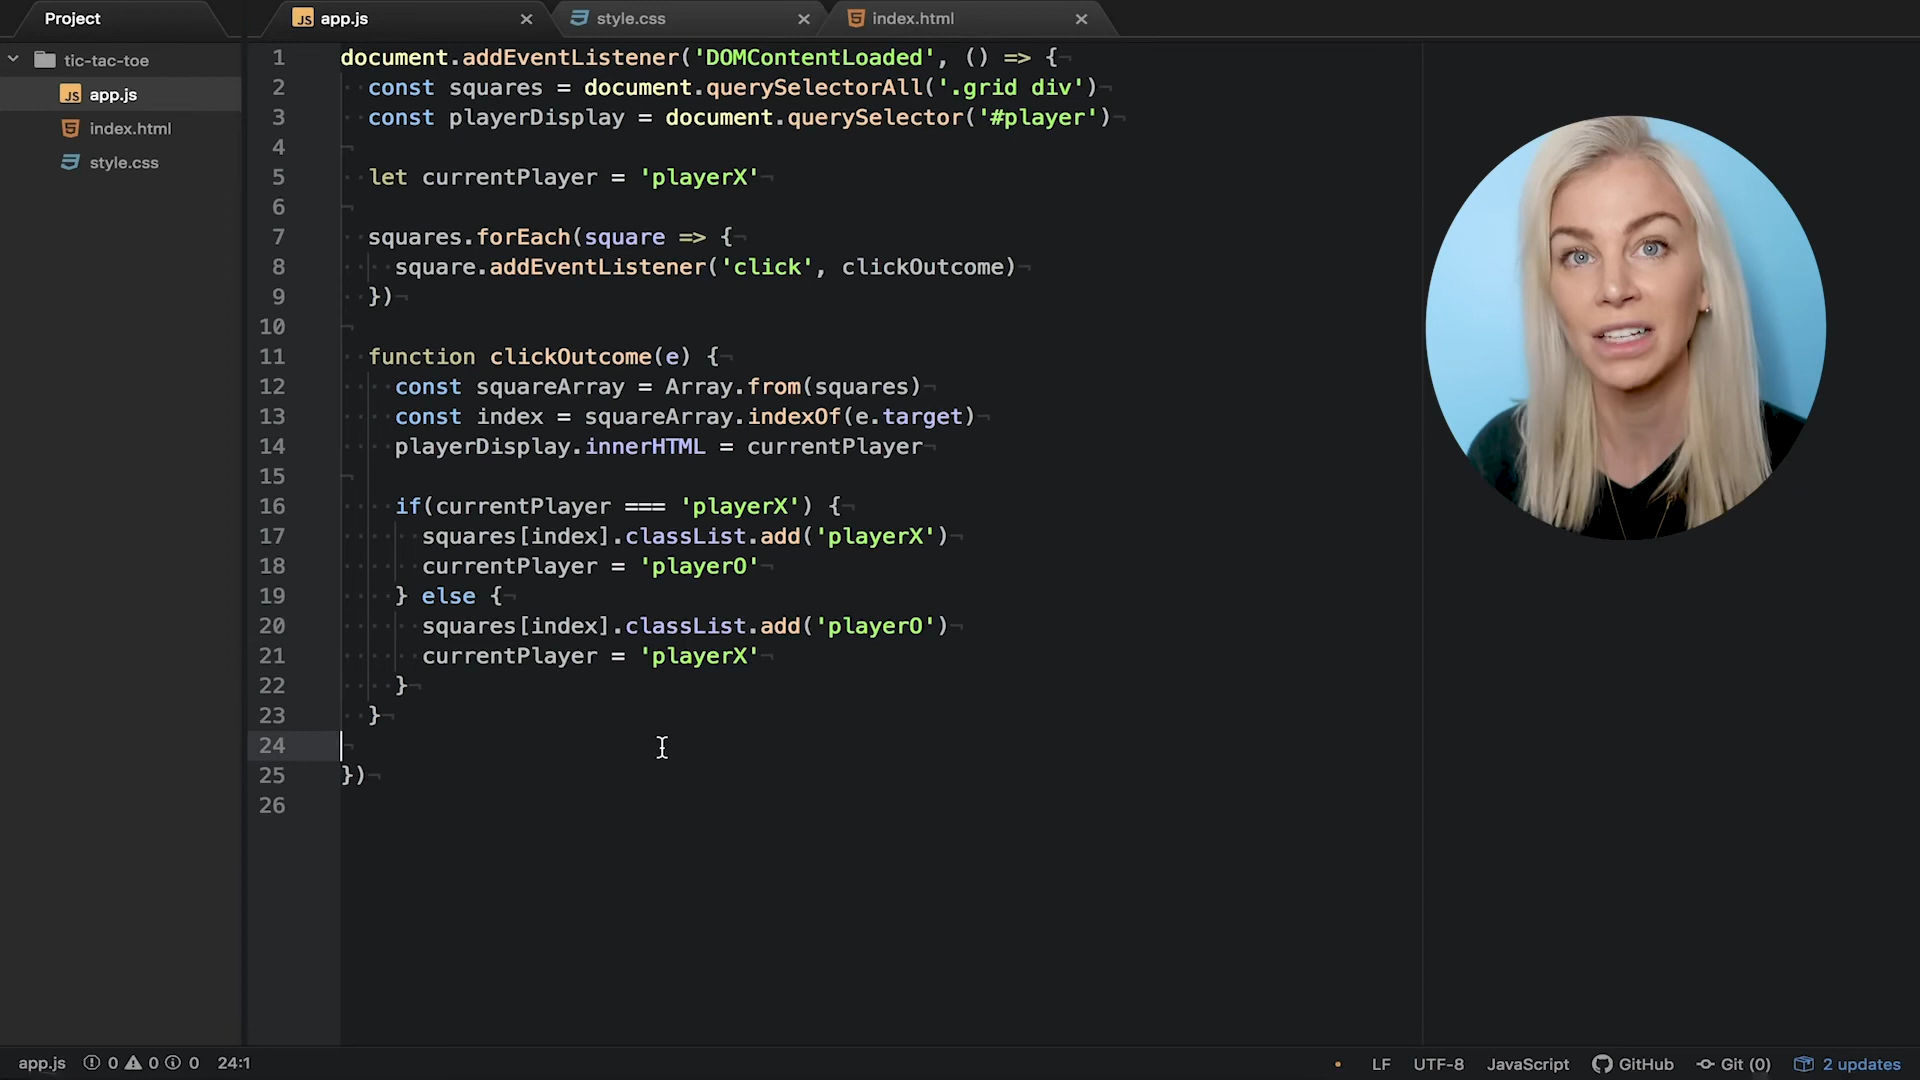 Project
app.js
style.css
index.html
tic-tac-toe
app.js
index.html
style.css
1 document.addEventListener('DOMContentLoaded', () => {
2 const squares = document.querySelectorAll('.grid div')
3 const playerDisplay = document.querySelector('#player')
4
5 let currentPlayer = 'playerX'
6
7 squares.forEach(square => {
8 square.addEventListener('click', clickOutcome)
9 })
10
11 function clickOutcome(e) {
12 const squareArray = Array.from(squares)
13 const index = squareArray.indexOf(e.target)
14 playerDisplay.innerHTML = currentPlayer
15
16 if(currentPlayer === 'playerX') {
17 squares[index].classList.add('playerX')
18 currentPlayer = 'playerO'
19 } else {
20 squares[index].classList.add('playerO')
21 currentPlayer = 'playerX'
22 }
23 }
24
25 })
26
app.js 0 0 0 24:1 LF UTF-8 JavaScript GitHub Git (0) 2 updates